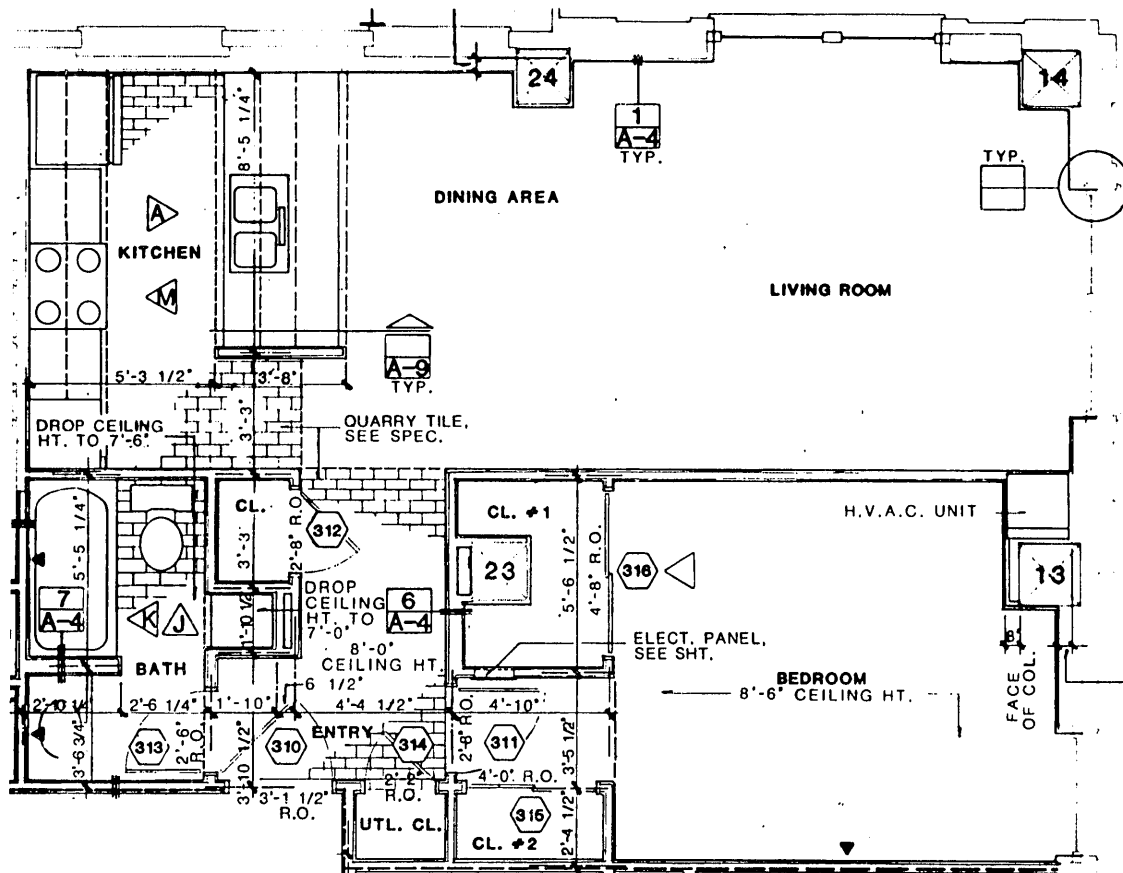 24
14
1
A-4
TYP.
TYP.
8'-5 1/4"
DINING AREA
A
KITCHEN
M
LIVING ROOM
A-9
TYP.
5'-3 1/2"
3'-8"
DROP CEILING
HT. TO 7'-6"
3'-3"
QUARRY TILE,
SEE SPEC.
CL.
312
2'-8" R.O.
3'-3"
5'-5 1/4"
CL. #1
23
5'-6 1/2"
4'-8" R.O.
316
H.V.A.C. UNIT
13
7
A-4
K
J
BATH
1'-10 1/2"
DROP
CEILING
HT. TO
7'-0"
6
A-4
8'-0"
CEILING HT.
ELECT. PANEL,
SEE SHT.
8"
FACE
OF COL.
BEDROOM
8'-6" CEILING HT.
6 1/2"
2'-10 1/4"
2'-6 1/4"
1'-10"
4'-4 1/2"
4'-10"
3'-6 3/4"
313
2'-6"
R.O.
3'-10 1/2"
310
ENTRY
314
2'-8" R.O.
311
3'-5 1/2"
3'-1 1/2"
R.O.
2'-2"
R.O.
4'-0" R.O.
UTL. CL.
315
CL. #2
2'-4 1/2"